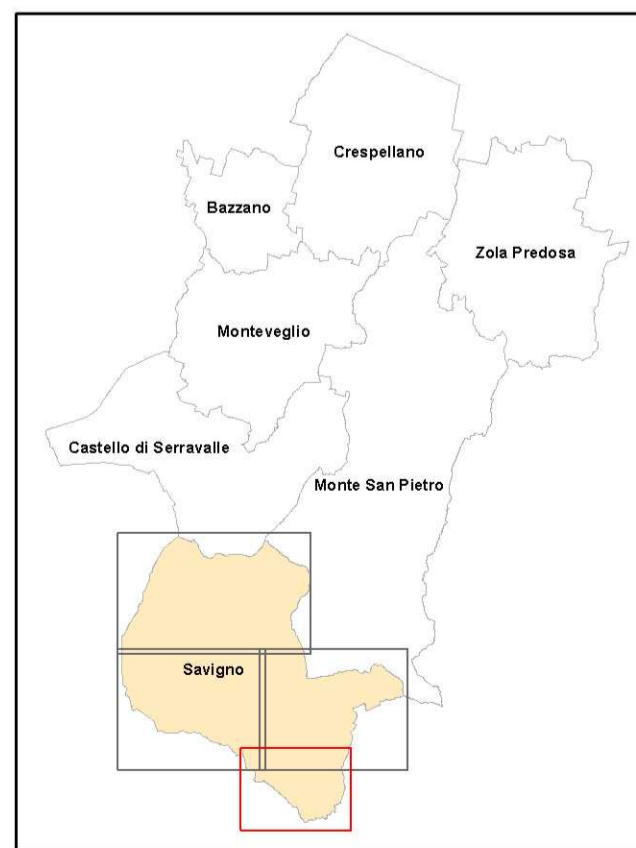 Crespellano
Bazzano
Zola Predosa
Monteveglio
Castello di Serravalle
Monte San Pietro
Savigno